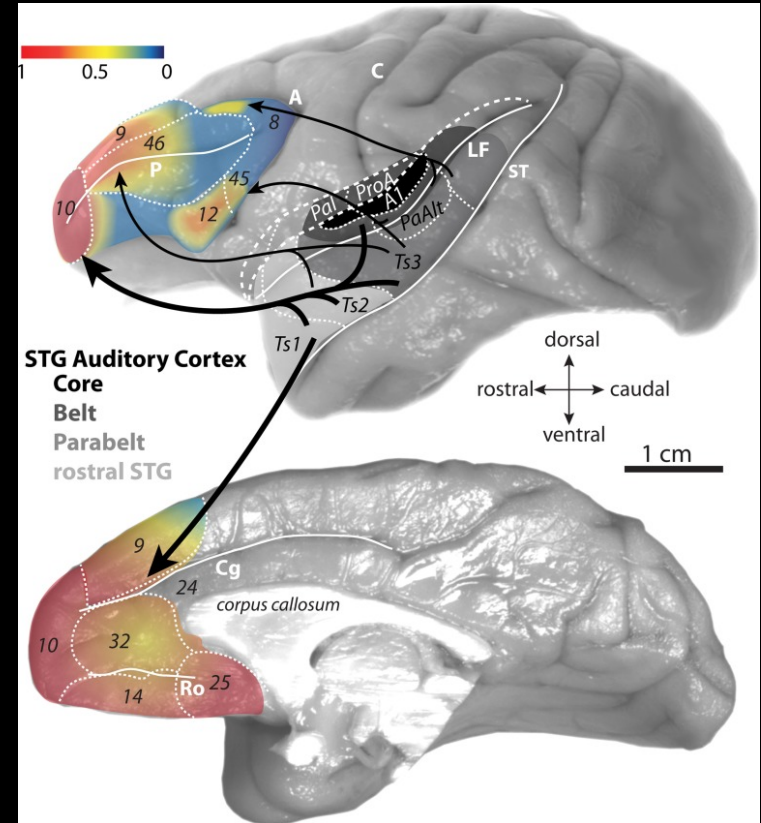 1 0.5 0
C
A
9
46
8
P
LF
45
ST
10
12
Pal
ProA
A1
PaAlt
Ts3
Ts2
Ts1
STG Auditory Cortex
Core
Belt
Parabelt
rostral STG
dorsal
rostral caudal
ventral
1 cm
9
Cg
24
corpus callosum
10
32
Ro
25
14